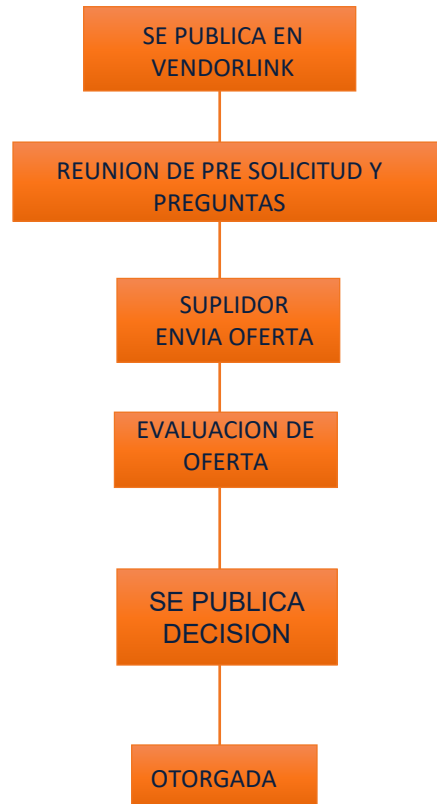 SE PUBLICA EN
VENDORLINK
REUNION DE PRE SOLICITUD Y
PREGUNTAS
SUPLIDOR
ENVIA OFERTA
EVALUACION DE
OFERTA
SE PUBLICA
DECISION
OTORGADA